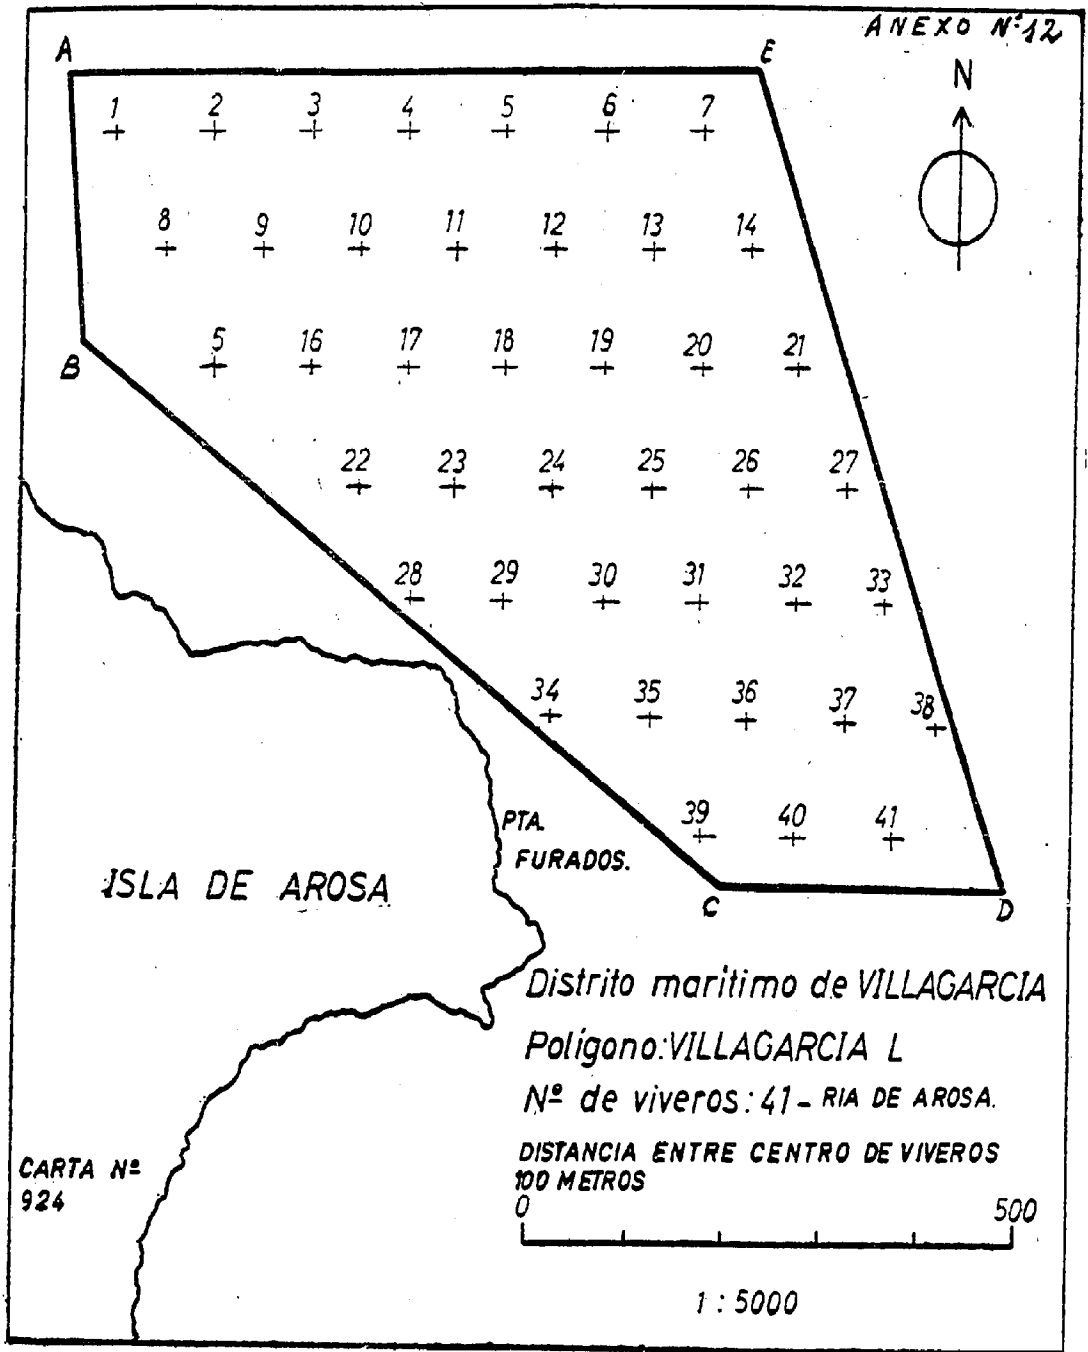 ANEXO Nº12
A
E
N
1 2 3 4 5 6 7
8 9 10 11 12 13 14
B
5 16 17 18 19 20 21
22 23 24 25 26 27
28 29 30 31 32 33
34 35 36 37 38
39 40 41
PTA.
FURADOS.
ISLA DE AROSA
C
D
Distrito maritimo de VILLAGARCIA
Polígono: VILLAGARCIA L
Nº de viveros: 41 - RIA DE AROSA.
DISTANCIA ENTRE CENTRO DE VIVEROS
100 METROS
CARTA Nº
924
0 500
1 : 5000